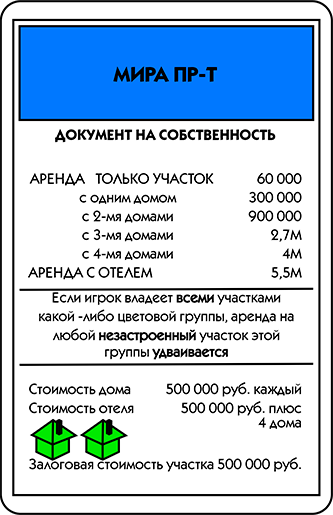 МИРА ПР-Т
ДОКУМЕНТ НА СОБСТВЕННОСТЬ
АРЕНДА ТОЛЬКО УЧАСТОК 60 000
с одним домом 300 000
с 2-мя домами 900 000
с 3-мя домами 2,7М
с 4-мя домами 4М
АРЕНДА С ОТЕЛЕМ 5,5М
Если игрок владеет всеми участками
какой -либо цветовой группы, аренда на
любой незастроенный участок этой
группы удваивается
Стоимость дома 500 000 руб. каждый
Стоимость отеля 500 000 руб. плюс
4 дома
Залоговая стоимость участка 500 000 руб.